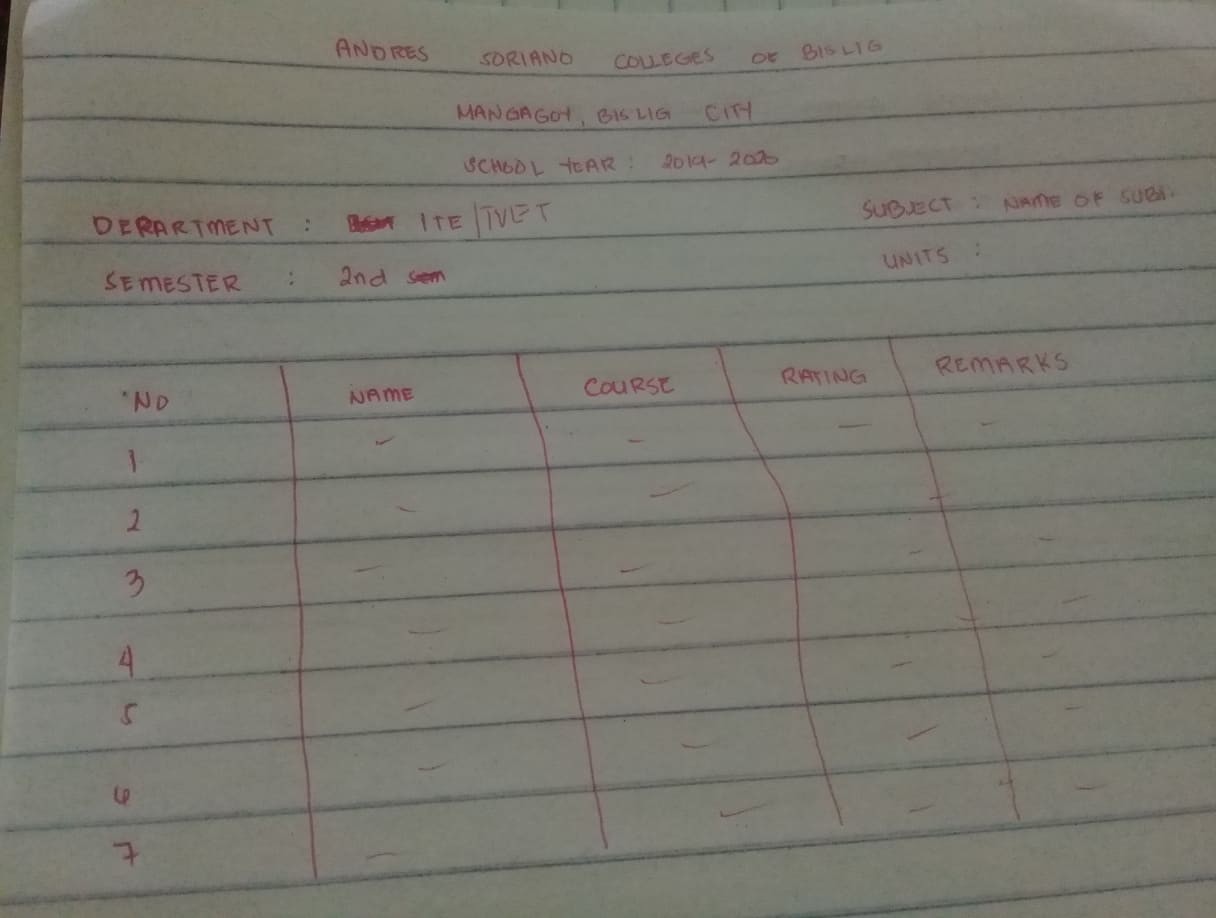 ANDRES SORIANO COLLEGES OF BISLIG
MANGAGOY, BISLIG CITY
SCHOOL YEAR : 2019-2020
DEPARTMENT : ITE/TVET SUBJECT : NAME OF SUBJ.
SEMESTER : 2nd sem UNITS :
NO NAME COURSE RATING REMARKS
1 - - - -
2 - - -
3 - - - -
4 - - - -
5 - - - -
6 - - - -
7 - - - -